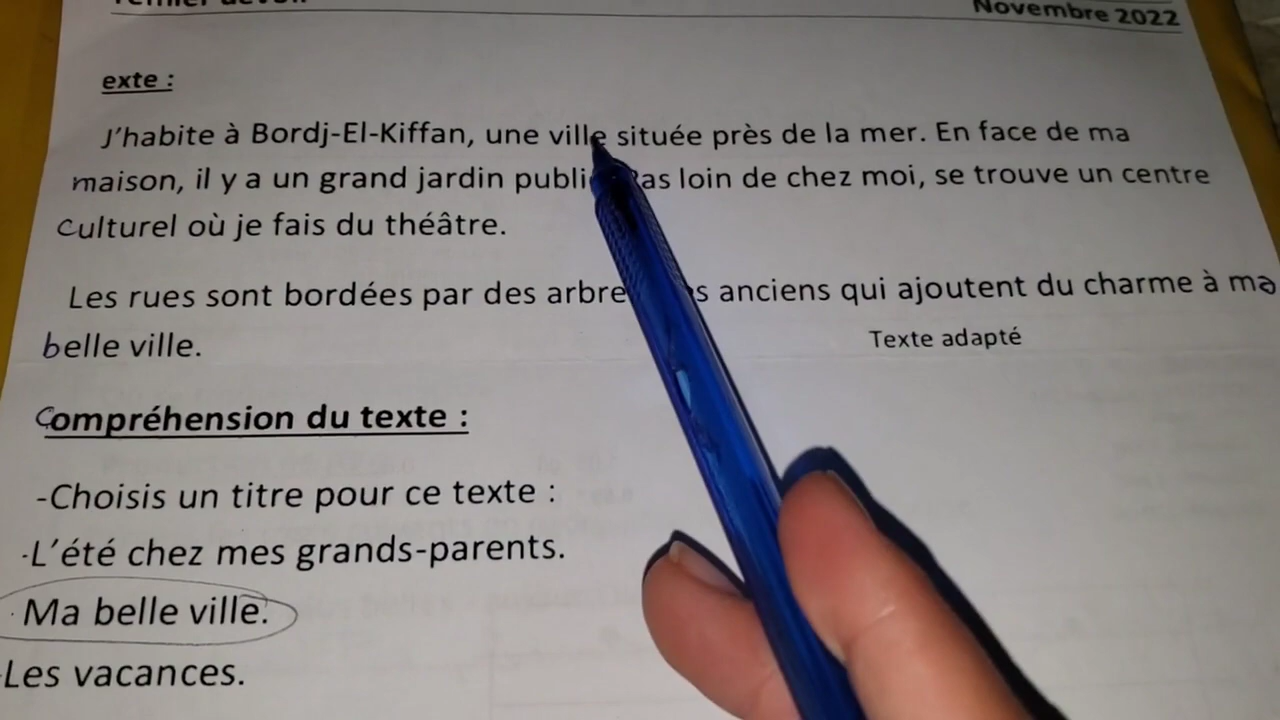 Novembre 2022
exte :
J'habite à Bordj-El-Kiffan, une ville située près de la mer. En face de ma
maison, il y a un grand jardin publi as loin de chez moi, se trouve un centre
Culturel où je fais du théâtre.
Les rues sont bordées par des arbre s anciens qui ajoutent du charme à ma
belle ville.
Texte adapté
Compréhension du texte :
-Choisis un titre pour ce texte :
-L'été chez mes grands-parents.
· Ma belle ville.
-Les vacances.